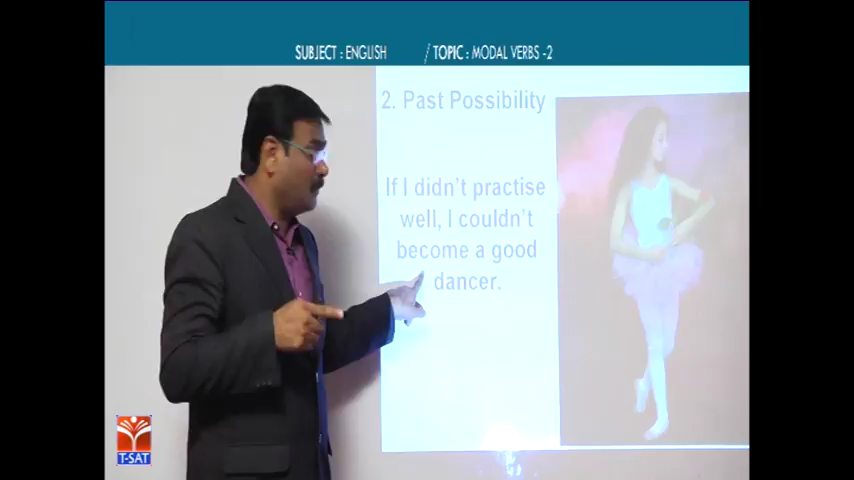 SUBJECT : ENGLISH / TOPIC : MODAL VERBS -2
2. Past Possibility
If I didn't practise
well, I couldn't
become a good
dancer.
T-SAT